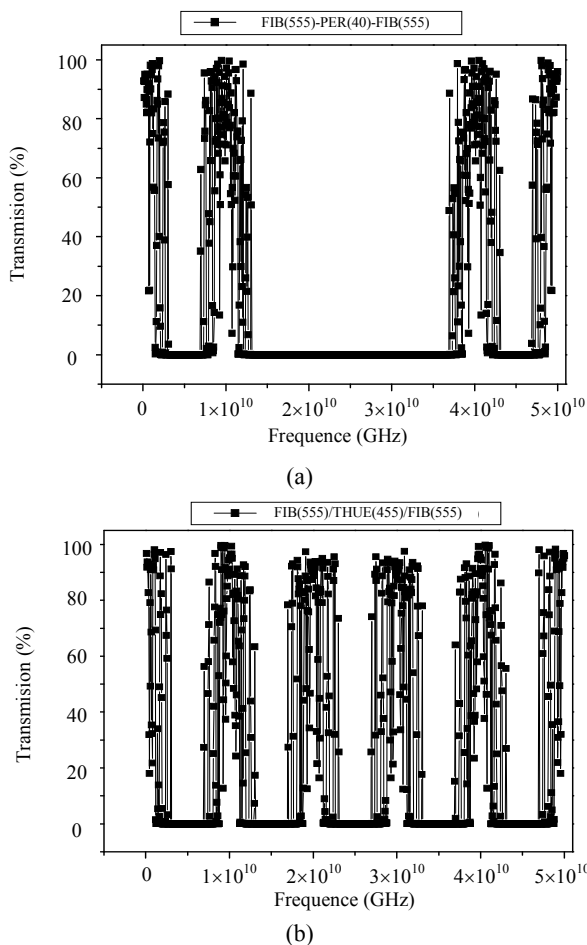 FIB(555)-PER(40)-FIB(555)
100
80
60
40
20
0
Transmision (%)
0 1×10¹⁰ 2×10¹⁰ 3×10¹⁰ 4×10¹⁰ 5×10¹⁰
Frequence (GHz)
(a)
FIB(555)/THUE(455)/FIB(555)
100
80
60
40
20
0
Transmision (%)
0 1×10¹⁰ 2×10¹⁰ 3×10¹⁰ 4×10¹⁰ 5×10¹⁰
Frequence (GHz)
(b)